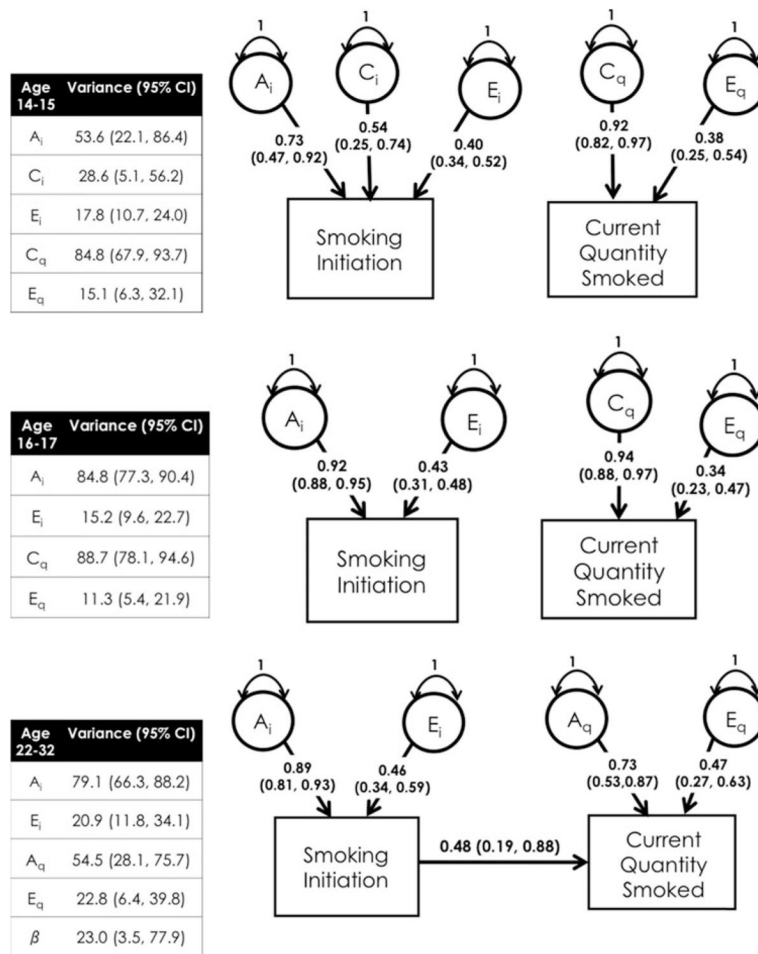 Age 14-15 Variance (95% CI)
Ai 53.6 (22.1, 86.4)
Ci 28.6 (5.1, 56.2)
Ei 17.8 (10.7, 24.0)
Cq 84.8 (67.9, 93.7)
Eq 15.1 (6.3, 32.1)
1 1 1 1 1
Ai Ci Ei Cq Eq
0.73 (0.47, 0.92)
0.54 (0.25, 0.74)
0.40 (0.34, 0.52)
0.92 (0.82, 0.97)
0.38 (0.25, 0.54)
Smoking
Initiation
Current
Quantity
Smoked
Age 16-17 Variance (95% CI)
Ai 84.8 (77.3, 90.4)
Ei 15.2 (9.6, 22.7)
Cq 88.7 (78.1, 94.6)
Eq 11.3 (5.4, 21.9)
1 1 1 1
Ai Ei Cq Eq
0.92 (0.88, 0.95)
0.43 (0.31, 0.48)
0.94 (0.88, 0.97)
0.34 (0.23, 0.47)
Smoking
Initiation
Current
Quantity
Smoked
Age 22-32 Variance (95% CI)
Ai 79.1 (66.3, 88.2)
Ei 20.9 (11.8, 34.1)
Aq 54.5 (28.1, 75.7)
Eq 22.8 (6.4, 39.8)
β 23.0 (3.5, 77.9)
1 1 1 1
Ai Ei Aq Eq
0.89 (0.81, 0.93)
0.46 (0.34, 0.59)
0.73 (0.53,0.87)
0.47 (0.27, 0.63)
Smoking
Initiation
0.48 (0.19, 0.88)
Current
Quantity
Smoked